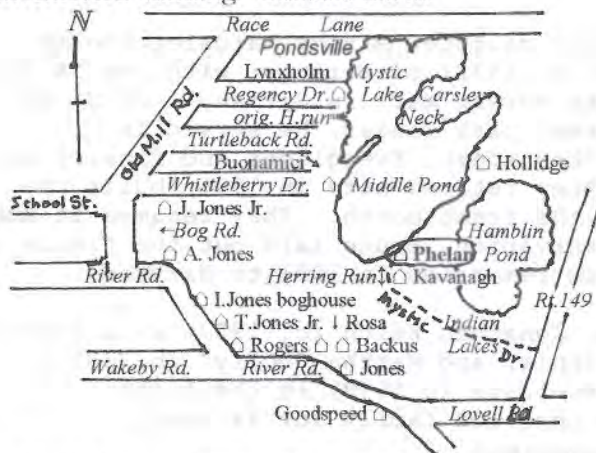 N
Race Lane
Pondsville
Lynxholm Mystic
Regency Dr. Lake Carsley
orig. H.run Neck
Old Mill Rd.
Turtleback Rd.
Buonamici Hollidge
Whistleberry Dr. Middle Pond
School St.
J. Jones Jr. Hamblin
←Bog Rd. Phelan Pond
A. Jones
River Rd. Herring Run↕ Kavanagh
Rt.149
I.Jones boghouse Mystic Indian
T.Jones Jr. ↓ Rosa Lakes Dr.
Rogers Backus
Wakeby Rd. River Rd. Jones
Goodspeed Lovell Rd